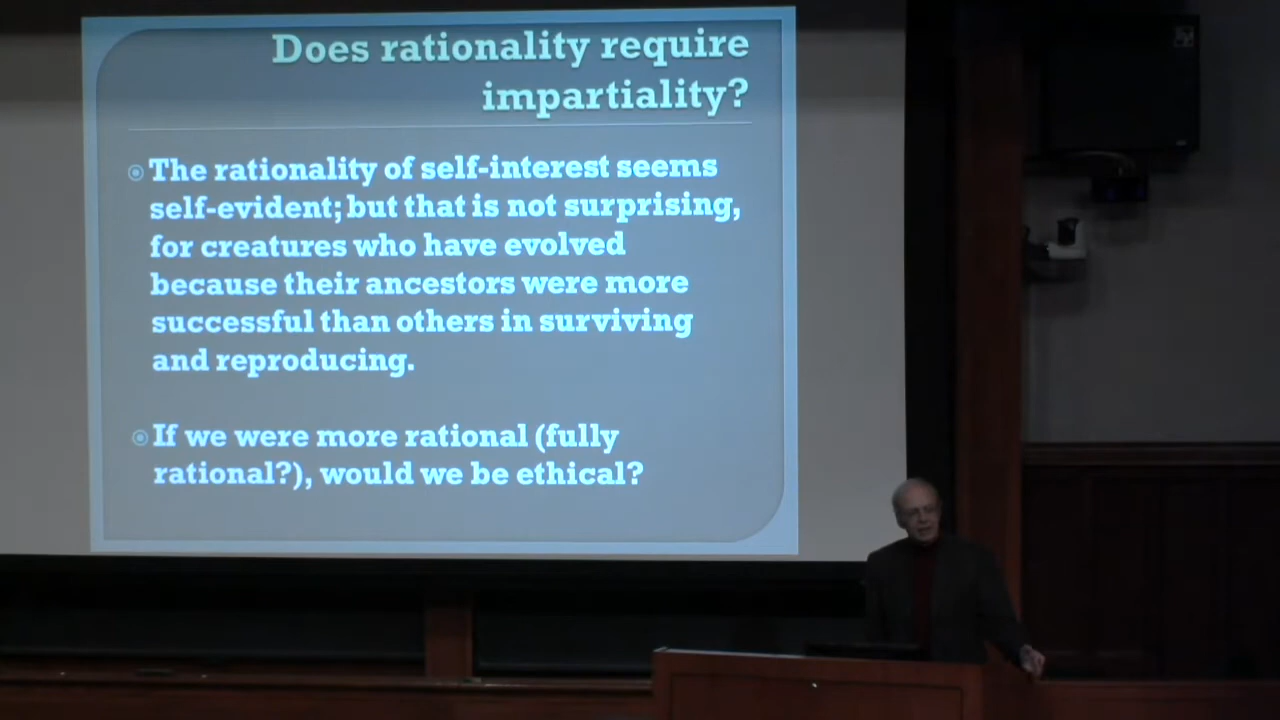 Does rationality require
impartiality?
The rationality of self-interest seems
self-evident; but that is not surprising,
for creatures who have evolved
because their ancestors were more
successful than others in surviving
and reproducing.
If we were more rational (fully
rational?), would we be ethical?